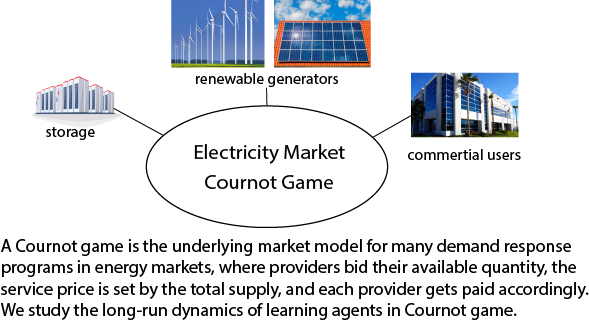 renewable generators
storage
Electricity Market
Cournot Game
commertial users
A Cournot game is the underlying market model for many demand response
programs in energy markets, where providers bid their available quantity, the
service price is set by the total supply, and each provider gets paid accordingly.
We study the long-run dynamics of learning agents in Cournot game.